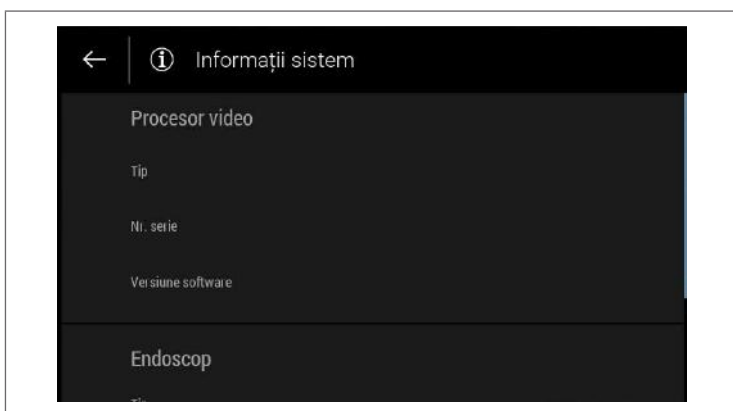 Informații sistem
Procesor video
Tip
Nr. serie
Versiune software
Endoscop